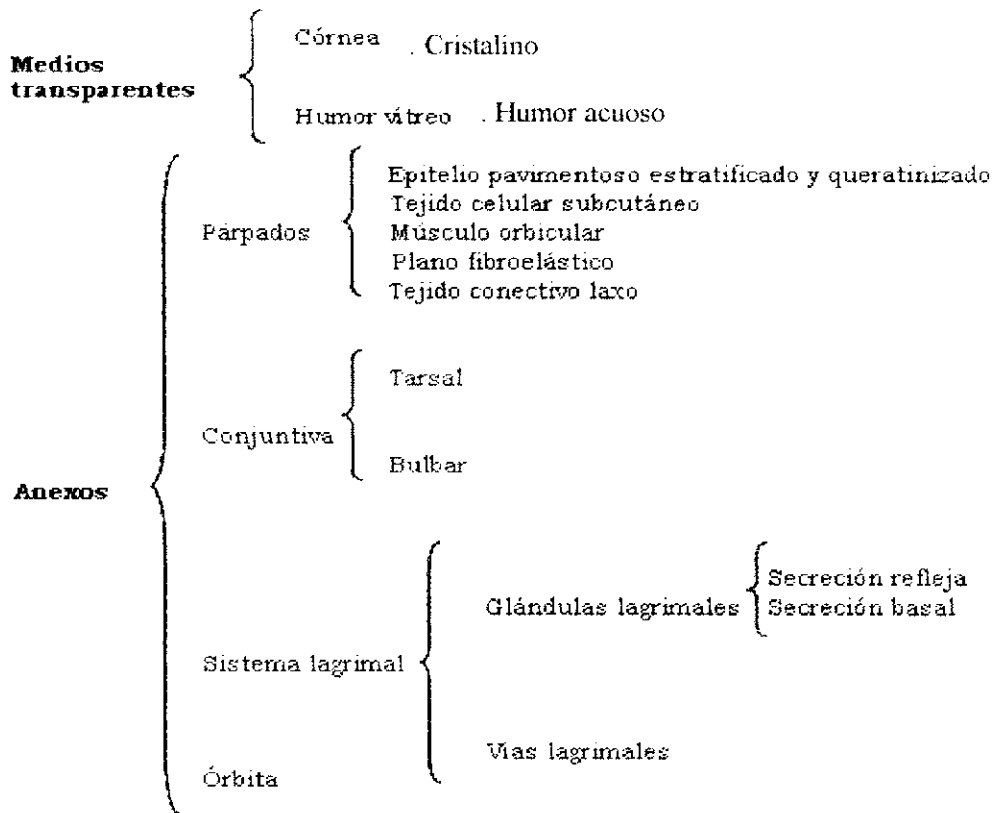 Córnea . Cristalino
Medios
transparentes
Humor vítreo . Humor acuoso
Epitelio pavimentoso estratificado y queratinizado
Tejido celular subcutáneo
Párpados
Músculo orbicular
Plano fibroelástico
Tejido conectivo laxo
Tarsal
Conjuntiva
Bulbar
Anexos
Secreción refleja
Glándulas lagrimales
Secreción basal
Sistema lagrimal
Vías lagrimales
Órbita